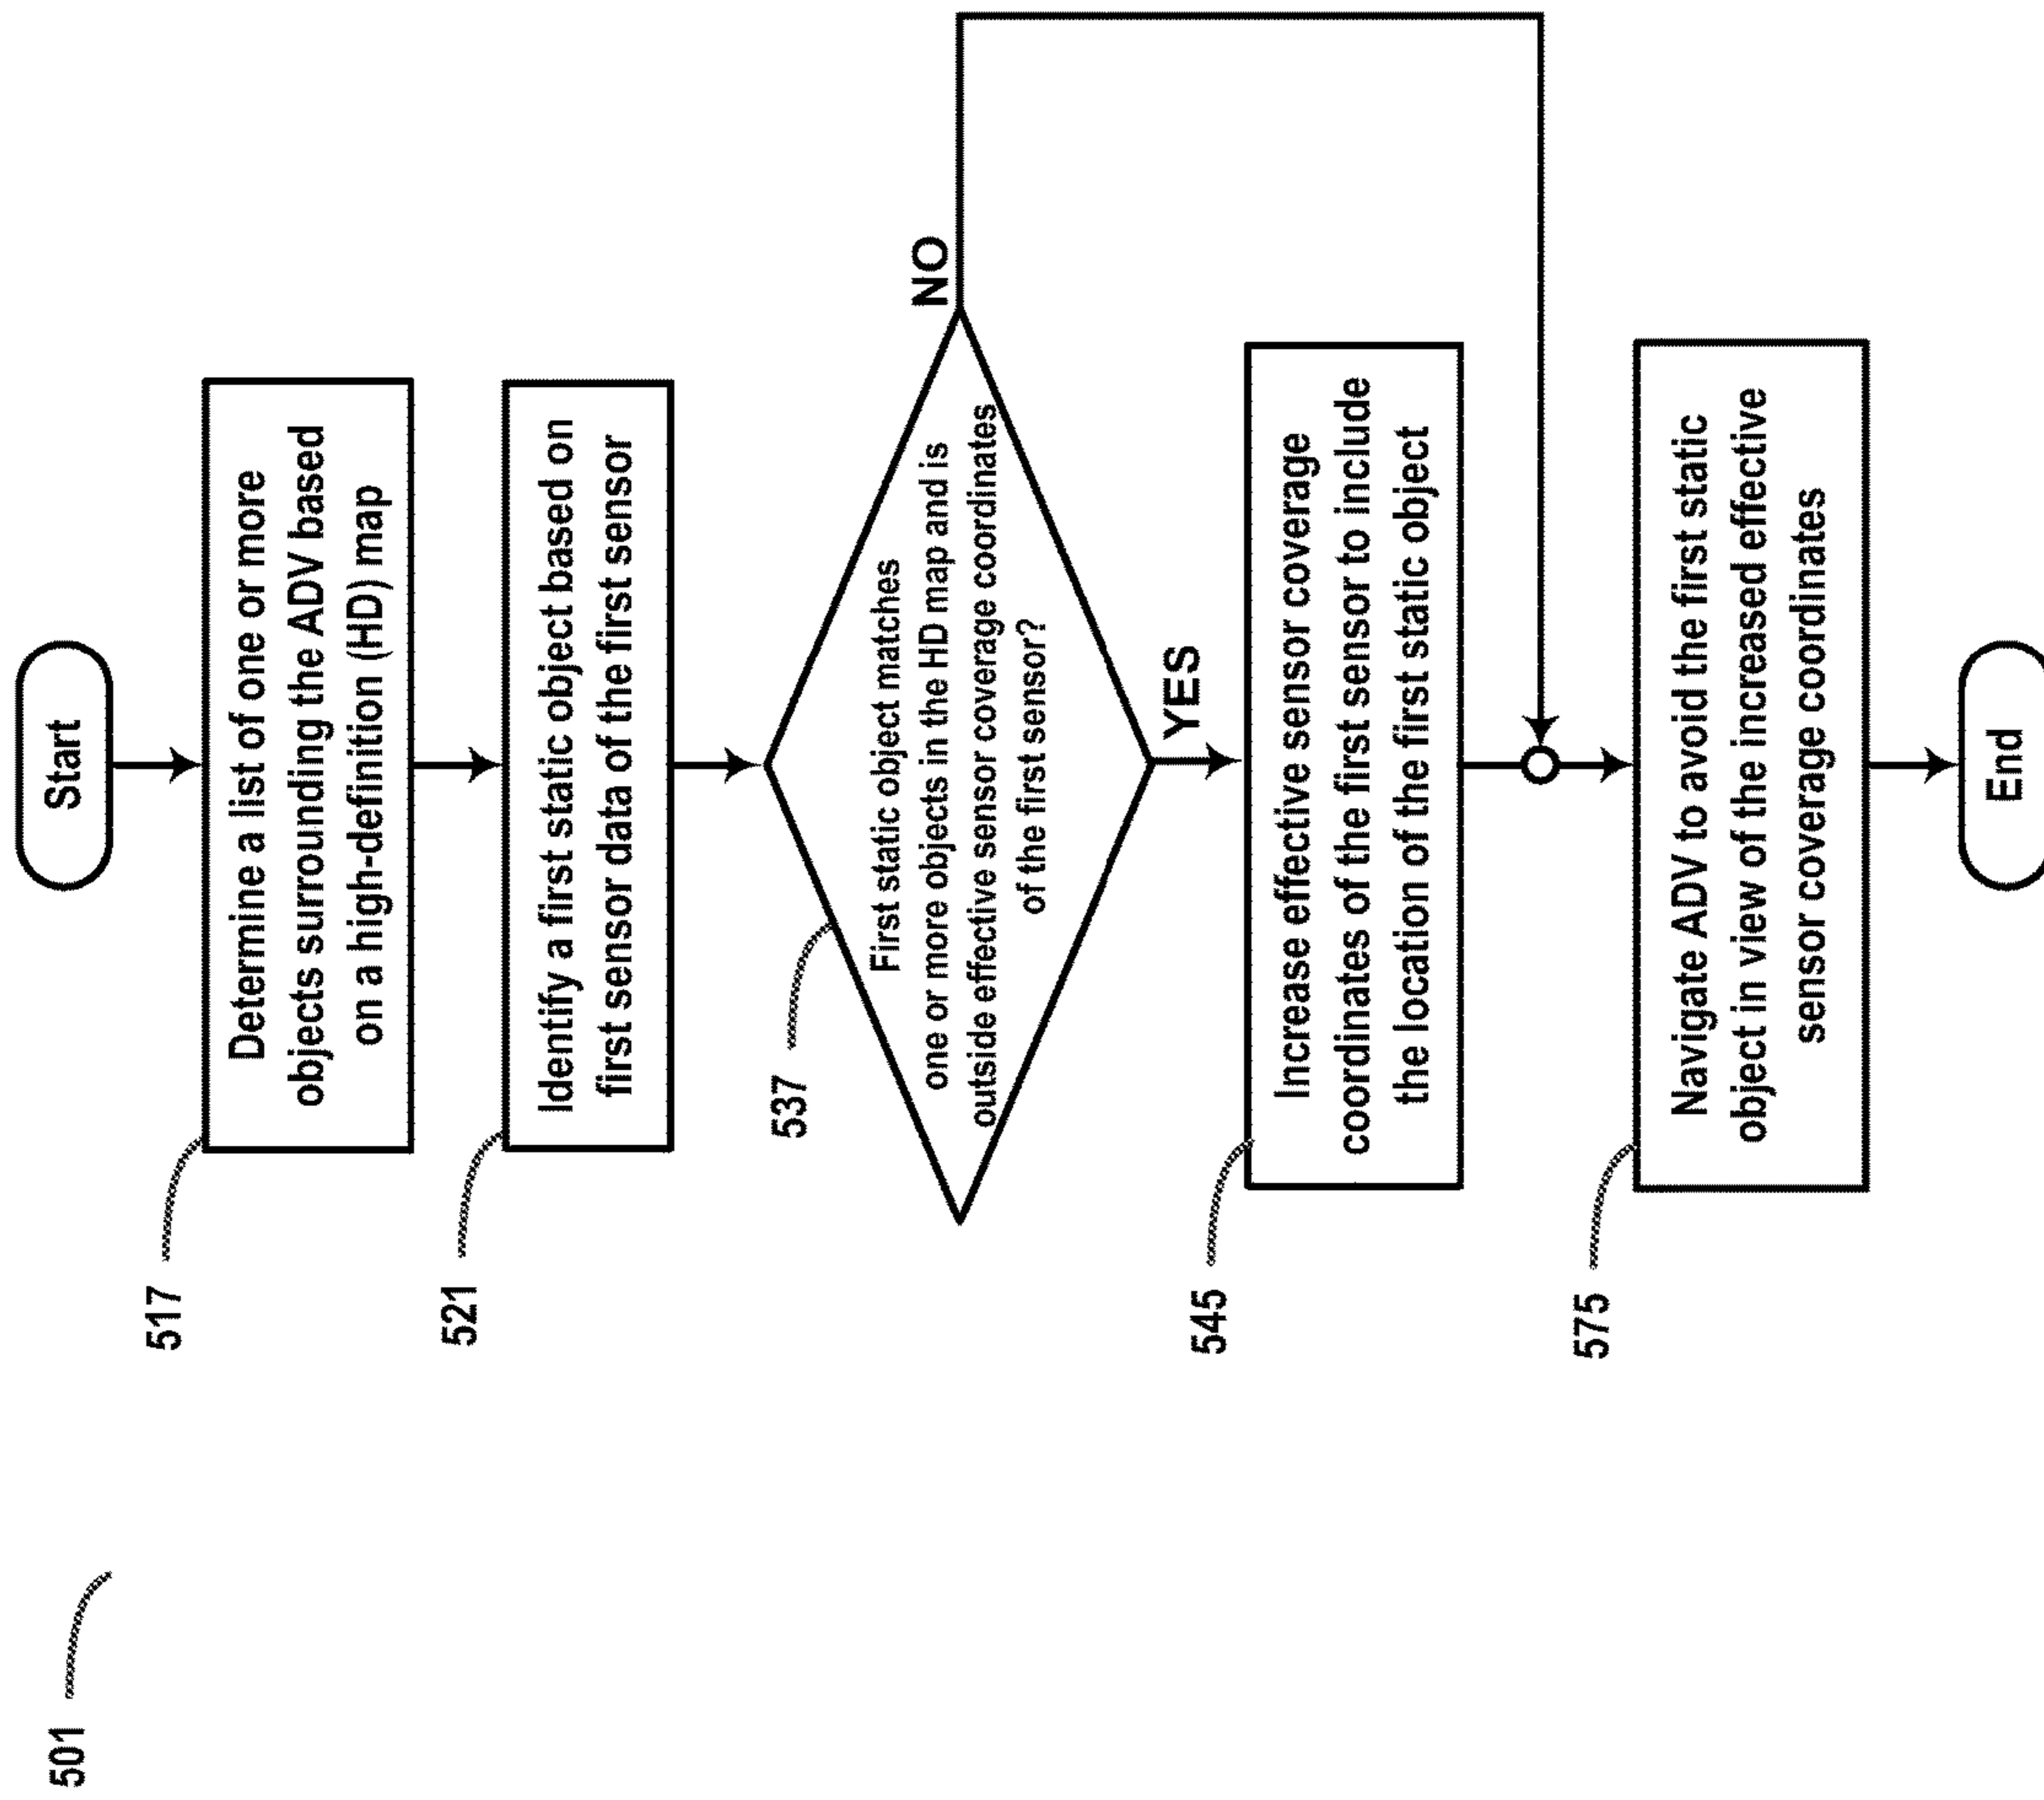 501
Start
517
Determine a list of one or more
objects surrounding the ADV based
on a high-definition (HD) map
521
Identify a first static object based on
first sensor data of the first sensor
537
First static object matches
one or more objects in the HD map and is
outside effective sensor coverage coordinates
of the first sensor?
NO
YES
545
Increase effective sensor coverage
coordinates of the first sensor to include
the location of the first static object
575
Navigate ADV to avoid the first static
object in view of the increased effective
sensor coverage coordinates
End